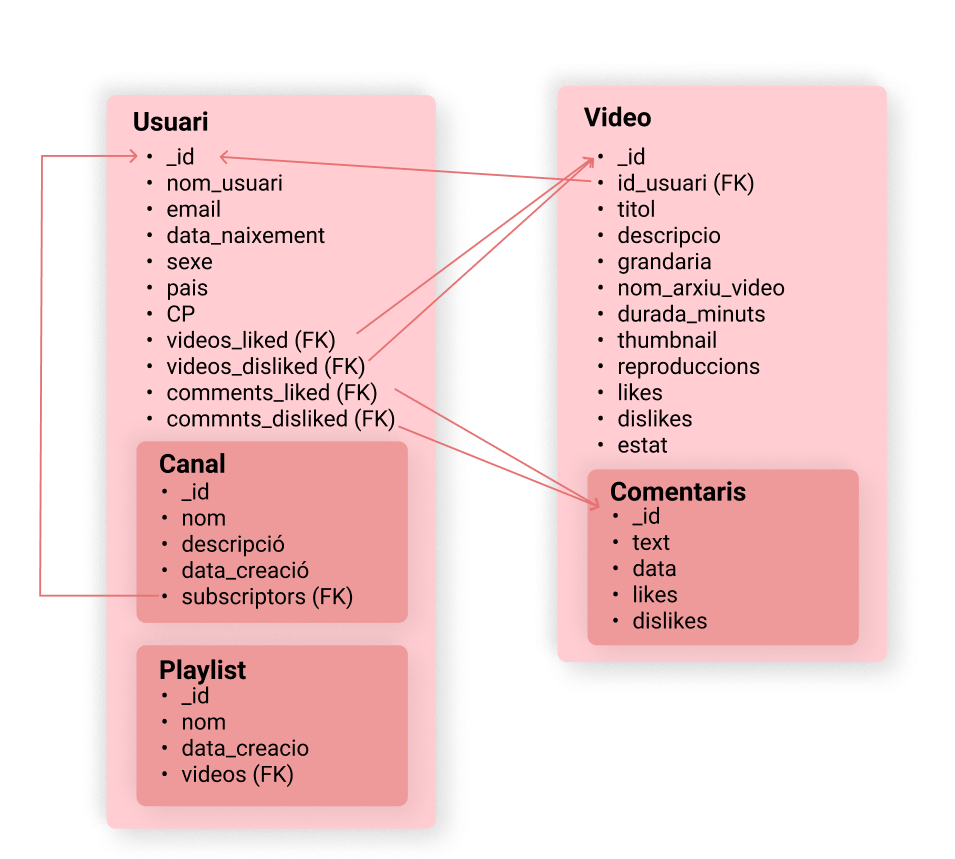 Usuari
• _id
• nom_usuari
• email
• data_naixement
• sexe
• pais
• CP
• videos_liked (FK)
• videos_disliked (FK)
• comments_liked (FK)
• commnts_disliked (FK)
Canal
• _id
• nom
• descripció
• data_creació
• subscriptors (FK)
Playlist
• _id
• nom
• data_creacio
• videos (FK)
Video
• _id
• id_usuari (FK)
• titol
• descripcio
• grandaria
• nom_arxiu_video
• durada_minuts
• thumbnail
• reproduccions
• likes
• dislikes
• estat
Comentaris
• _id
• text
• data
• likes
• dislikes